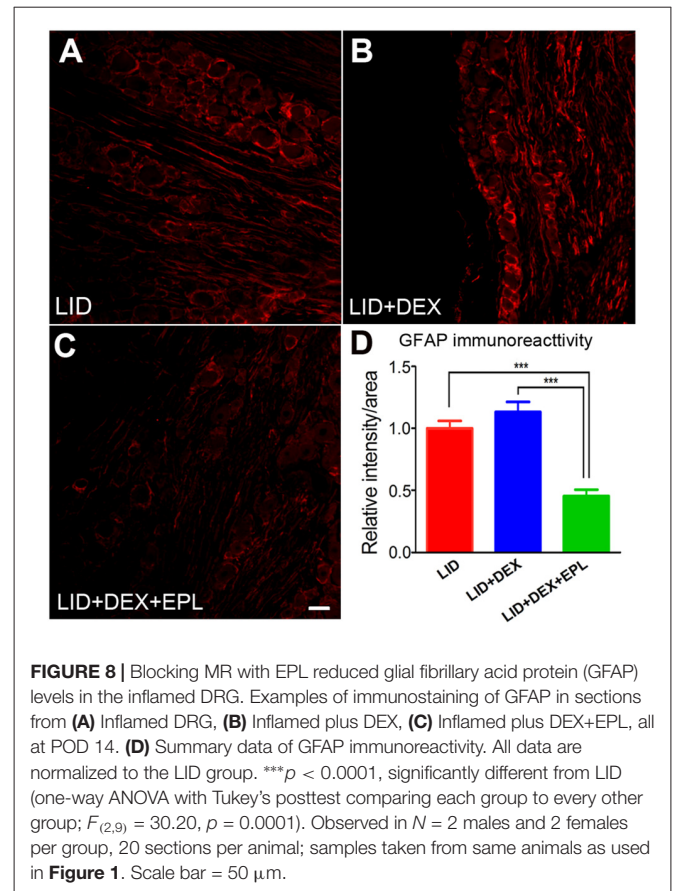 A
B
LID
LID+DEX
C
D
GFAP immunoreacttivity
***
***
1.5
1.0
0.5
0.0
Relative intensity/area
LID
LID+DEX
LID+DEX+EPL
LID+DEX+EPL
FIGURE 8 | Blocking MR with EPL reduced glial fibrillary acid protein (GFAP)
levels in the inflamed DRG. Examples of immunostaining of GFAP in sections
from (A) Inflamed DRG, (B) Inflamed plus DEX, (C) Inflamed plus DEX+EPL, all
at POD 14. (D) Summary data of GFAP immunoreactivity. All data are
normalized to the LID group. ***p < 0.0001, significantly different from LID
(one-way ANOVA with Tukey's posttest comparing each group to every other
group; F(2,9) = 30.20, p = 0.0001). Observed in N = 2 males and 2 females
per group, 20 sections per animal; samples taken from same animals as used
in Figure 1. Scale bar = 50 μm.